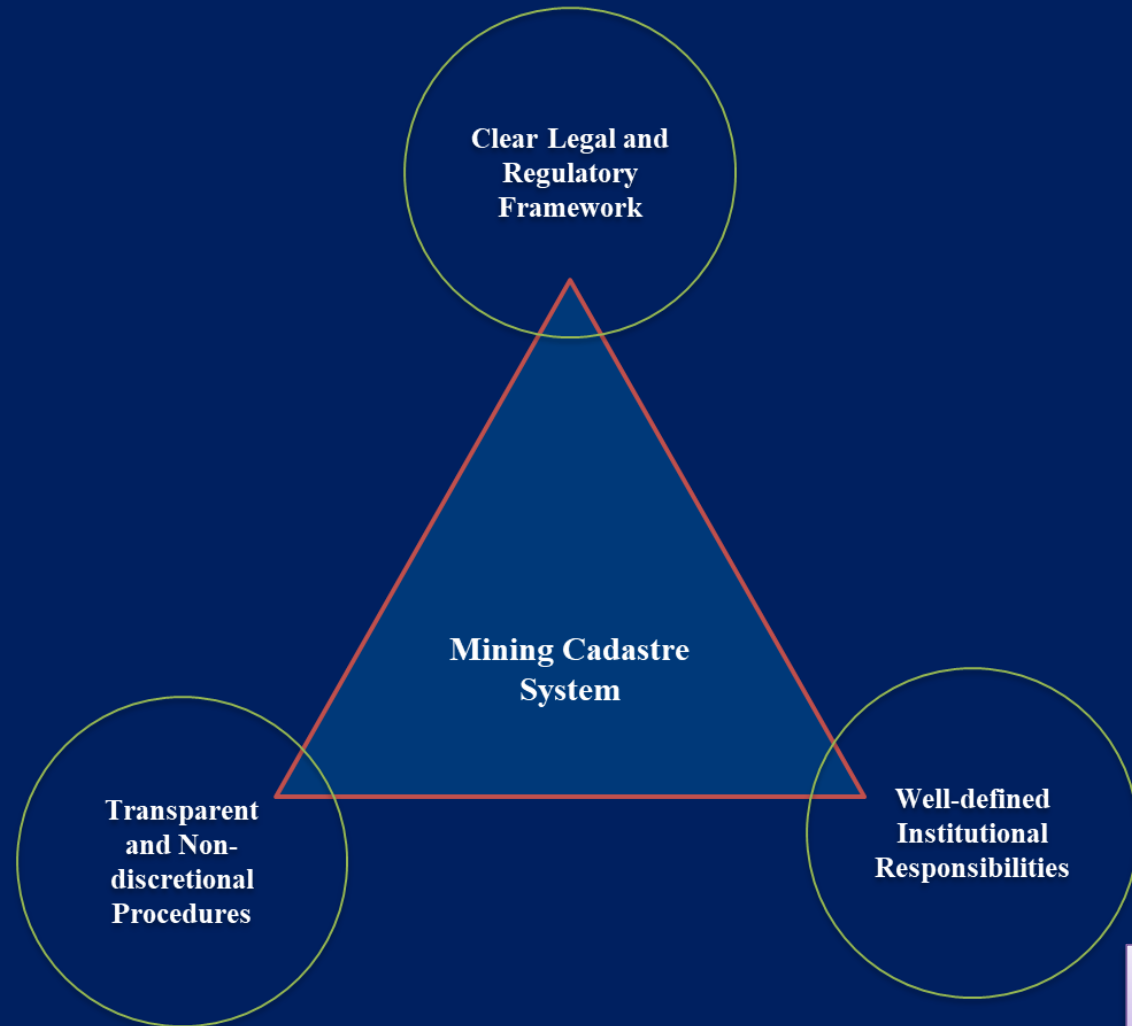 Clear Legal and
Regulatory
Framework
Mining Cadastre
System
Transparent
and Non-
discretional
Procedures
Well-defined
Institutional
Responsibilities